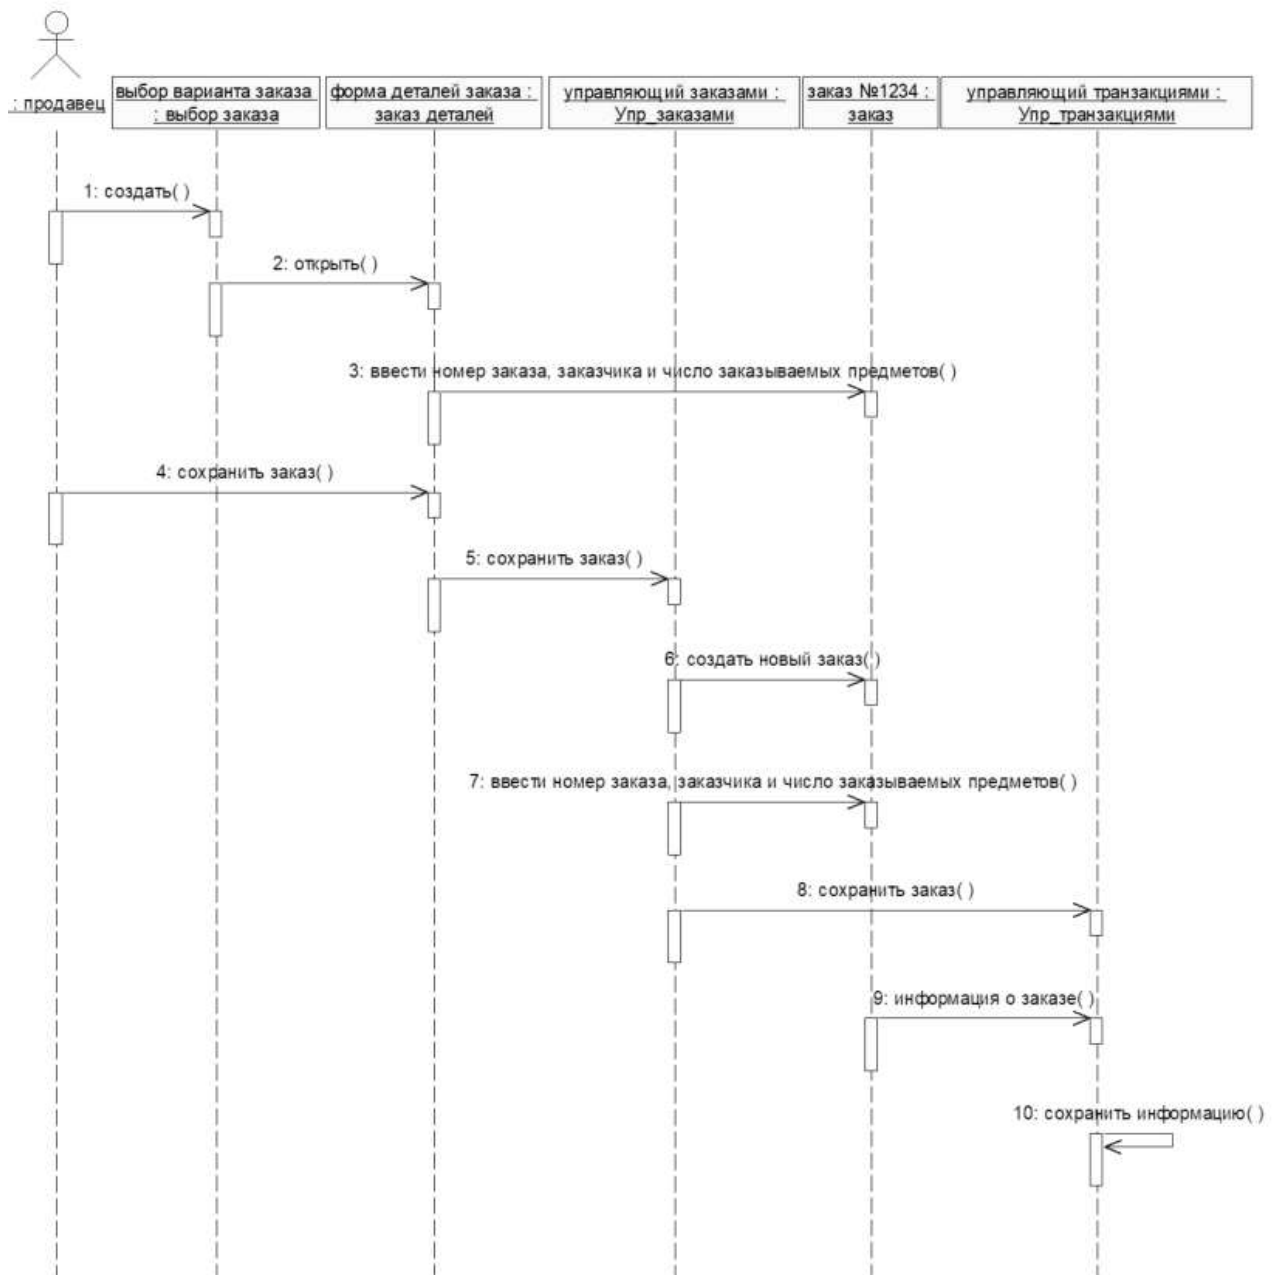 : продавец
выбор варианта заказа
: выбор заказа
форма деталей заказа :
заказ деталей
управляющий заказами :
Упр_заказами
заказ №1234 :
заказ
управляющий транзакциями :
Упр_транзакциями
1: создать( )
2: открыть( )
3: ввести номер заказа, заказчика и число заказываемых предметов( )
4: сохранить заказ( )
5: сохранить заказ( )
6: создать новый заказ( )
7: ввести номер заказа, заказчика и число заказываемых предметов( )
8: сохранить заказ( )
9: информация о заказе( )
10: сохранить информацию( )